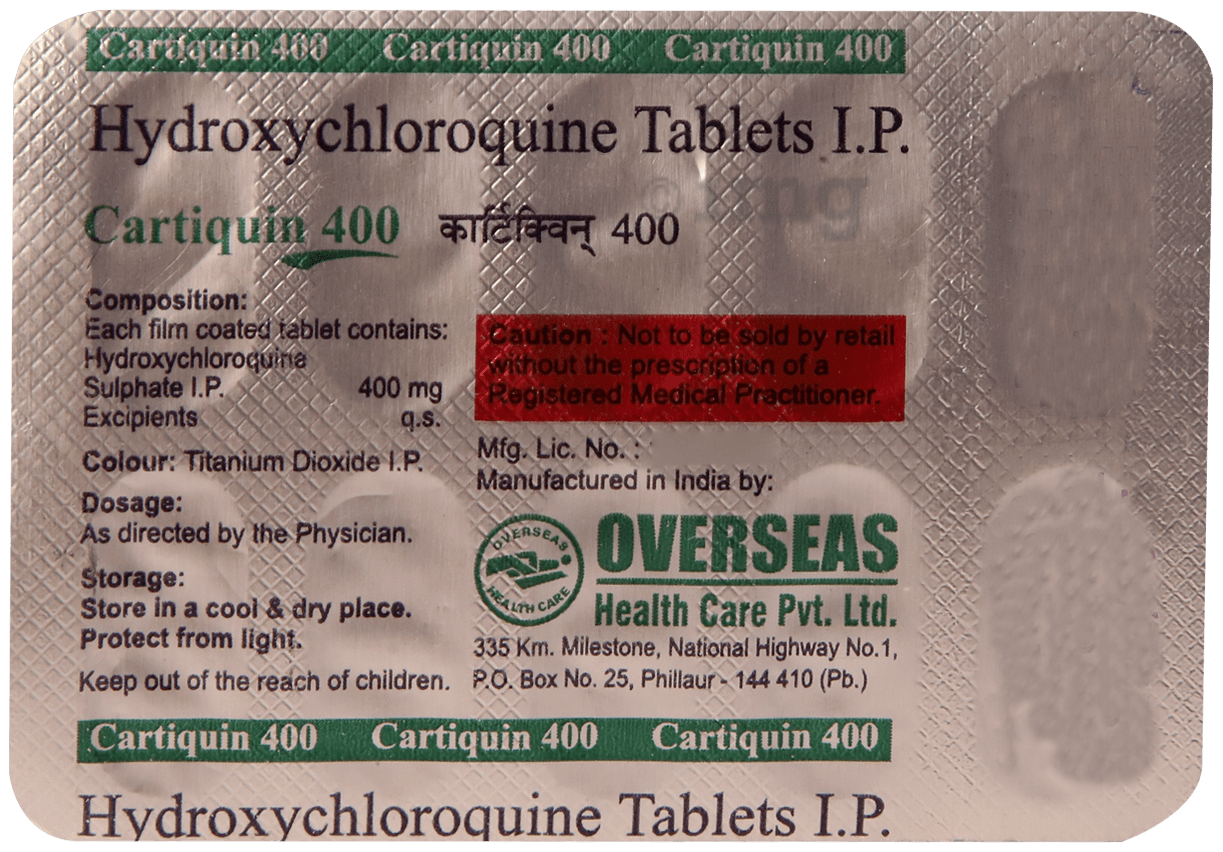 Cartiquin 400 Cartiquin 400 Cartiquin 400
Hydroxychloroquine Tablets I.P.
Cartiquin 400 कार्टिक्विन् 400
Composition:
Each film coated tablet contains:
Hydroxychloroquine
Sulphate I.P. 400 mg
Excipients q.s.
Colour: Titanium Dioxide I.P.
Dosage:
As directed by the Physician.
Storage:
Store in a cool & dry place.
Protect from light.
Keep out of the reach of children.
Caution : Not to be sold by retail
without the prescription of a
Registered Medical Practitioner.
Mfg. Lic. No. :
Manufactured in India by:
OVERSEAS
HEALTH CARE
OVERSEAS
Health Care Pvt. Ltd.
335 Km. Milestone, National Highway No.1,
P.O. Box No. 25, Phillaur - 144 410 (Pb.)
Cartiquin 400 Cartiquin 400 Cartiquin 400
Hydroxychloroquine Tablets I.P.